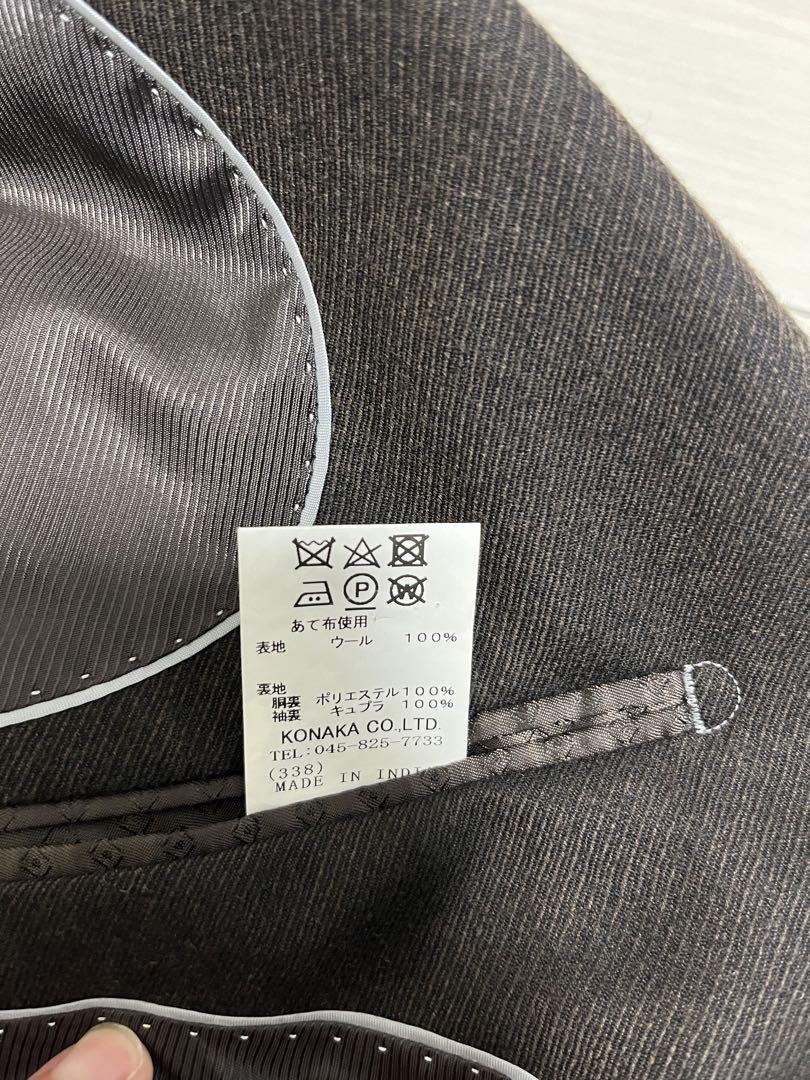 P
W
あて布使用
表地 ウール 100%
裏地
胴裏 ポリエステル100%
袖裏 キュプラ 100%
KONAKA CO.,LTD.
TEL:045-825-7733
(338)
MADE IN